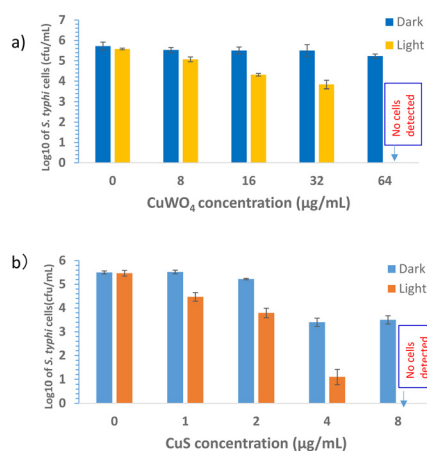 a)
Log10 of S. typhi cells (cfu/mL)
6
5
4
3
2
1
0
Dark
Light
No cells
detected
0 8 16 32 64
CuWO₄ concentration (µg/mL)
b)
Log10 of S. typhi cells(cfu/mL)
6
5
4
3
2
1
0
Dark
Light
No cells
detected
0 1 2 4 8
CuS concentration (µg/mL)